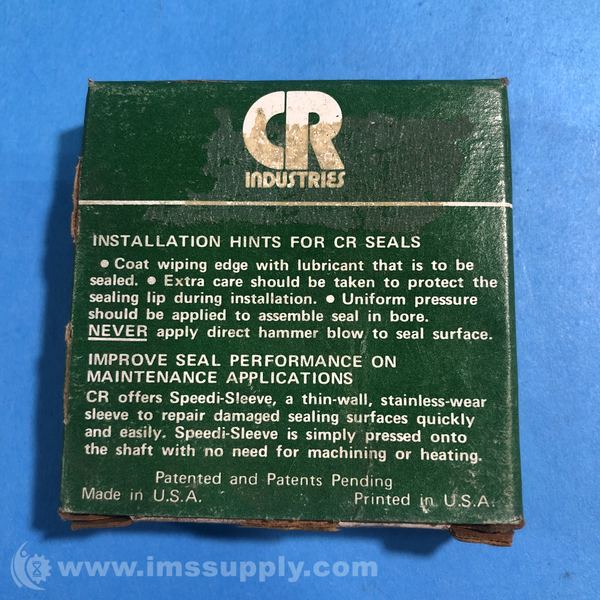 CR
INDUSTRIES
INSTALLATION HINTS FOR CR SEALS
• Coat wiping edge with lubricant that is to be
sealed. • Extra care should be taken to protect the
sealing lip during installation. • Uniform pressure
should be applied to assemble seal in bore.
NEVER apply direct hammer blow to seal surface.
IMPROVE SEAL PERFORMANCE ON
MAINTENANCE APPLICATIONS
CR offers Speedi-Sleeve, a thin-wall, stainless-wear
sleeve to repair damaged sealing surfaces quickly
and easily. Speedi-Sleeve is simply pressed onto
the shaft with no need for machining or heating.
Patented and Patents Pending
Made in U.S.A. Printed in U.S.A.
www.imssupply.com